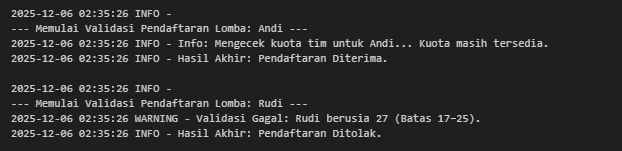 2025-12-06 02:35:26 INFO -
--- Memulai Validasi Pendaftaran Lomba: Andi ---
2025-12-06 02:35:26 INFO - Info: Mengecek kuota tim untuk Andi... Kuota masih tersedia.
2025-12-06 02:35:26 INFO - Hasil Akhir: Pendaftaran Diterima.

2025-12-06 02:35:26 INFO -
--- Memulai Validasi Pendaftaran Lomba: Rudi ---
2025-12-06 02:35:26 WARNING - Validasi Gagal: Rudi berusia 27 (Batas 17–25).
2025-12-06 02:35:26 INFO - Hasil Akhir: Pendaftaran Ditolak.